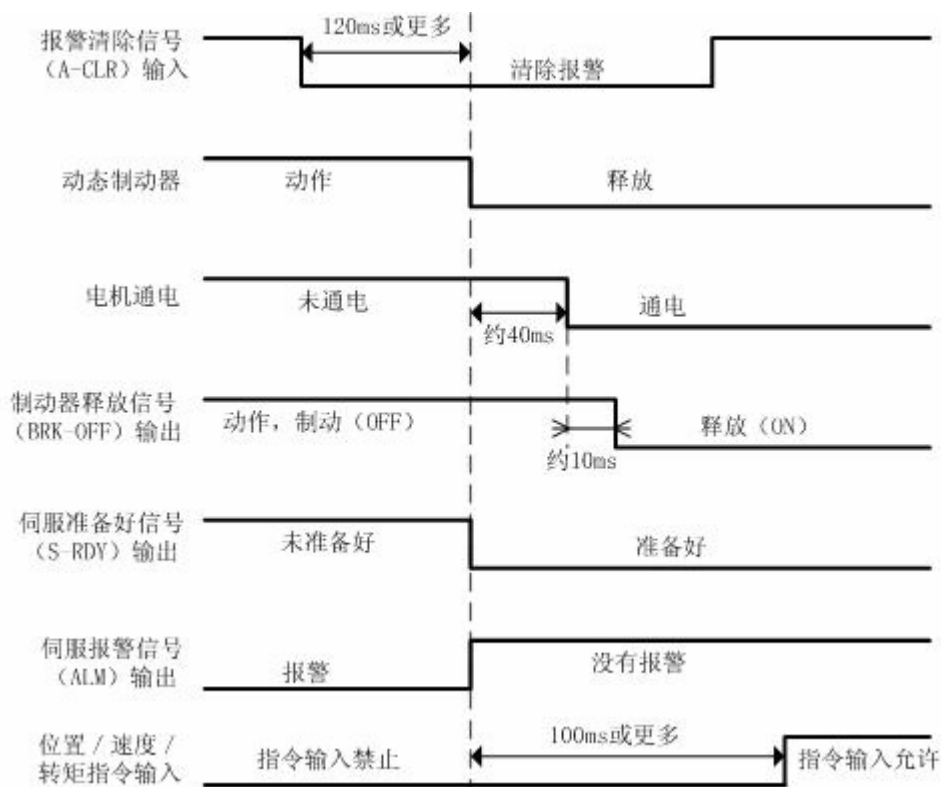 120ms或更多
报警清除信号
(A-CLR) 输入
清除报警
动态制动器
动作
释放
电机通电
未通电
通电
约40ms
制动器释放信号
(BRK-OFF) 输出
动作，制动（OFF）
释放（ON）
约10ms
伺服准备好信号
(S-RDY) 输出
未准备好
准备好
伺服报警信号
(ALM) 输出
报警
没有报警
位置/速度/
转矩指令输入
指令输入禁止
100ms或更多
指令输入允许